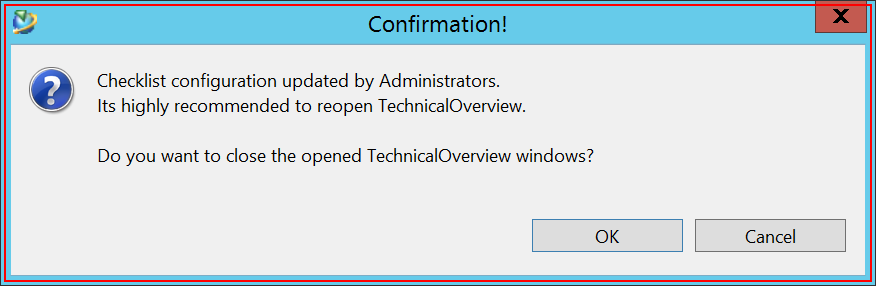 Confirmation!
X
Checklist configuration updated by Administrators.
Its highly recommended to reopen TechnicalOverview.
Do you want to close the opened TechnicalOverview windows?
OK
Cancel